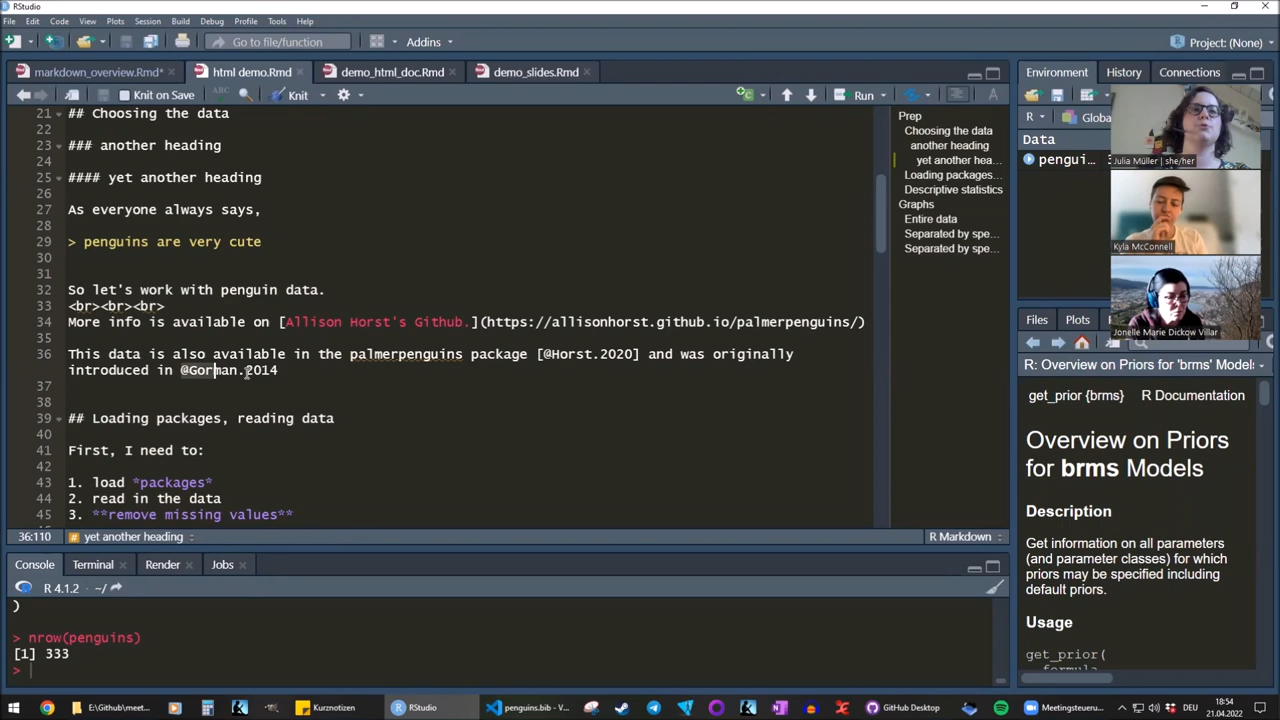 RStudio
File Edit Code View Plots Session Build Debug Profile Tools Help
Go to file/function Addins Project: (None)
markdown_overview.Rmd* html demo.Rmd demo_html_doc.Rmd demo_slides.Rmd
Knit on Save Knit Run
21 ## Choosing the data
22
23 ### another heading
24
25 #### yet another heading
26
27 As everyone always says,
28
29 > penguins are very cute
30
31
32 So let's work with penguin data.
33 <br><br><br>
34 More info is available on [Allison Horst's Github.](https://allisonhorst.github.io/palmerpenguins/)
35
36 This data is also available in the palmerpenguins package [@Horst.2020] and was originally
introduced in @Gorman.2014
37
38
39 ## Loading packages, reading data
40
41 First, I need to:
42
43 1. load *packages*
44 2. read in the data
45 3. **remove missing values**
36:110 yet another heading R Markdown
Prep
Choosing the data
another heading
yet another hea...
Loading packages...
Descriptive statistics
Graphs
Entire data
Separated by spe...
Separated by spe...
Console Terminal Render Jobs
R 4.1.2 · ~/
)
> nrow(penguins)
[1] 333
>
Environment History Connections
R Globa
Data
pengui...
Julia Müller | she/her
Kyla McConnell
Jonelle Marie Dickow Villar
Files Plots
R: Overview on Priors for 'brms' Models
get_prior {brms} R Documentation
Overview on Priors
for brms Models
Description
Get information on all parameters
(and parameter classes) for which
priors may be specified including
default priors.
Usage
get_prior(
formula
E:\Github\meet... Kurznotizen RStudio penguins.bib - V... GitHub Desktop Meetingsteueru... DEU 18:54
21.04.2022